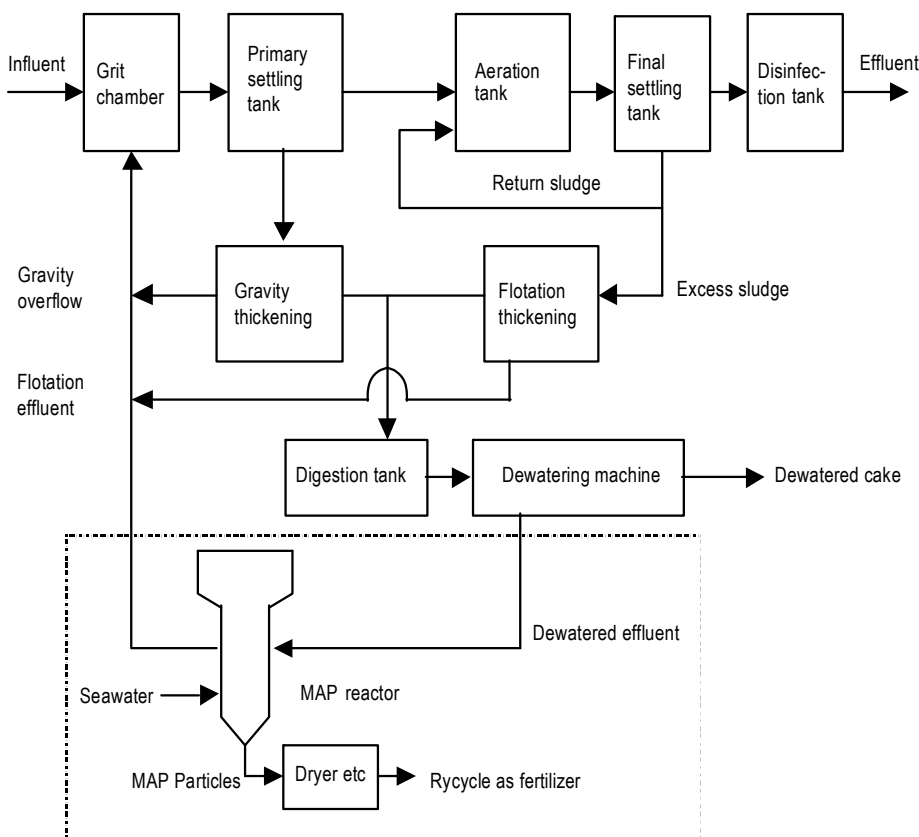 Influent
Grit
chamber
Primary
settling
tank
Aeration
tank
Final
settling
tank
Disinfec-
tion tank
Effluent
Return sludge
Gravity
overflow
Gravity
thickening
Flotation
thickening
Excess sludge
Flotation
effluent
Digestion tank
Dewatering machine
Dewatered cake
Dewatered effluent
Seawater
MAP reactor
MAP Particles
Dryer etc
Rycycle as fertilizer